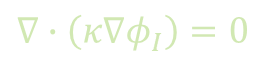 ∇ · (κ∇ϕ_I) = 0